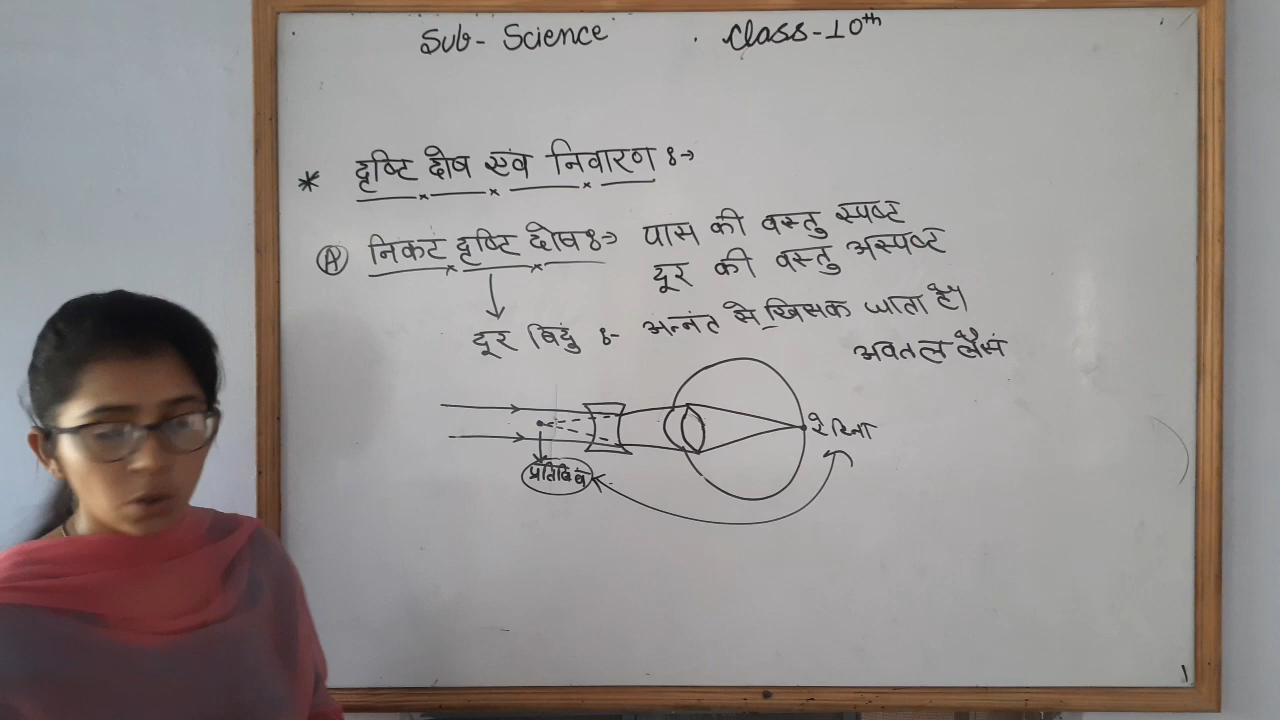 Sub- Science . Class-10th
* दृष्टि दोष एवं निवारण :->
(A) निकट दृष्टि दोष :-> पास की वस्तु स्पष्ट
दूर की वस्तु अस्पष्ट
दूर बिंदु :- अन्नंत से खिसक जाता है।
अवतल लैंस
रेटिना
प्रतिबिंब